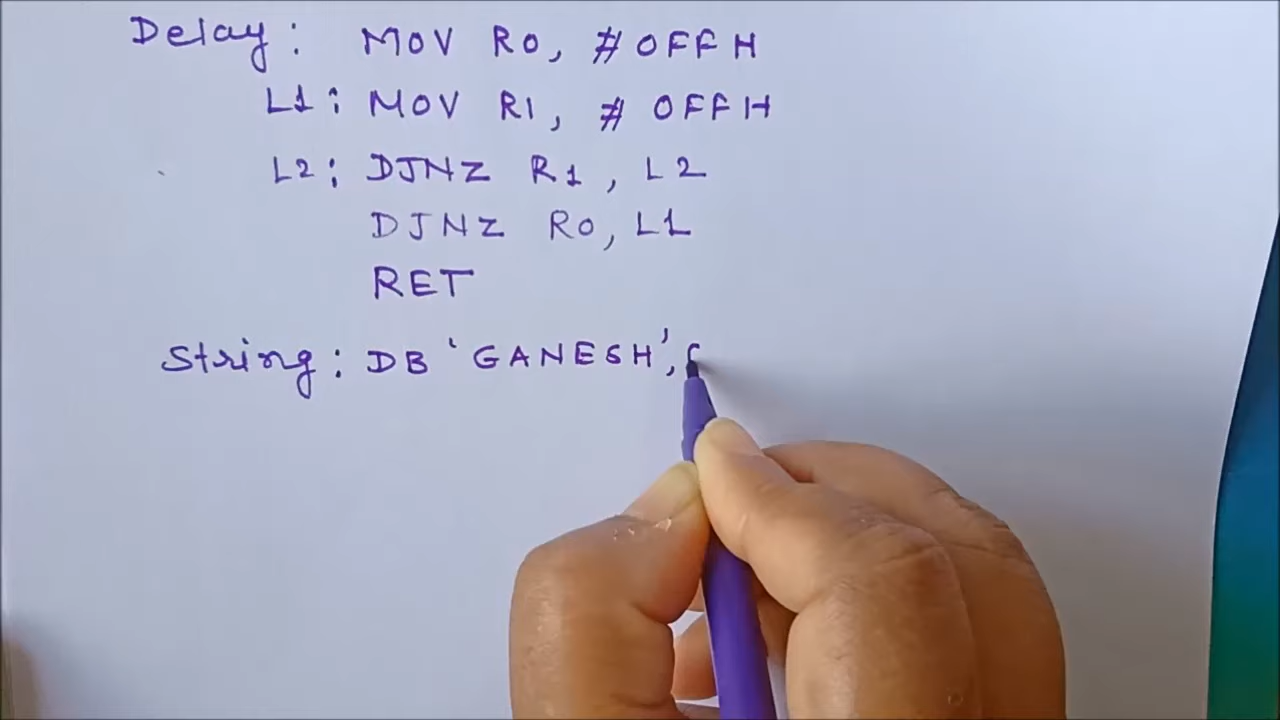 Delay: MOV R0, #0FFH
L1: MOV R1, #0FFH
L2: DJNZ R1, L2
DJNZ R0, L1
RET
String: DB 'GANESH',